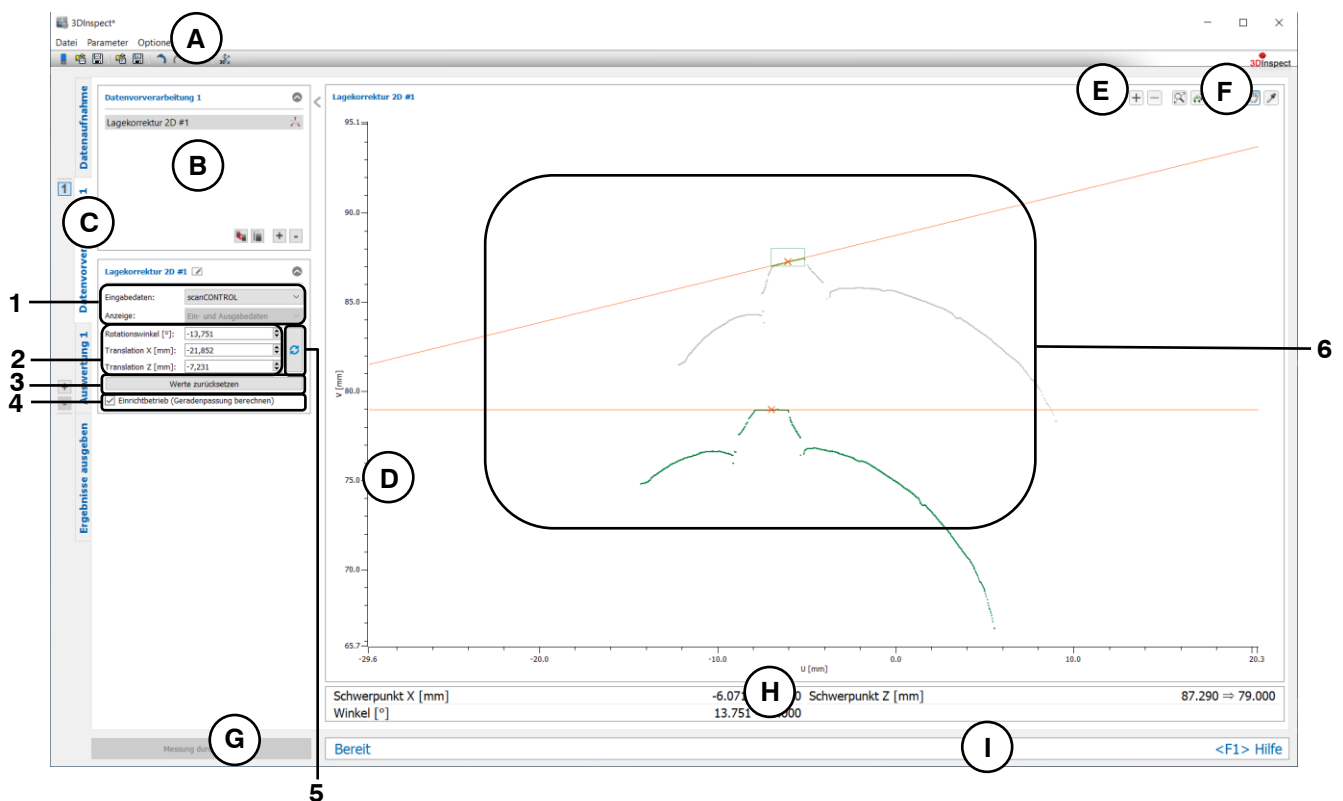 3DInspect*
Datei Parameter Optionen
A
3DInspect
Datenaufnahme
1
C
Auswertung 1
Ergebnisse ausgeben
Datenvorverarbeitung 1
Lagekorrektur 2D #1
B
+ -
Lagekorrektur 2D #1
Eingabedaten: scanCONTROL
Anzeige: Ein- und Ausgabedaten
Rotationswinkel [°]: -13,751
Translation X [mm]: -21,852
Translation Z [mm]: -7,231
Werte zurücksetzen
Einrichtbetrieb (Geradenpassung berechnen)
1
2
3
4
5
6
Lagekorrektur 2D #1
E
F
95.1
90.0
85.0
80.0
75.0
70.0
65.7
V [mm]
D
-29.6 -20.0 -10.0 0.0 10.0 20.3
U [mm]
H
Schwerpunkt X [mm] -6.071 Schwerpunkt Z [mm] 87.290 ⇒ 79.000
Winkel [°] 13.751
G
Bereit
I
<F1> Hilfe